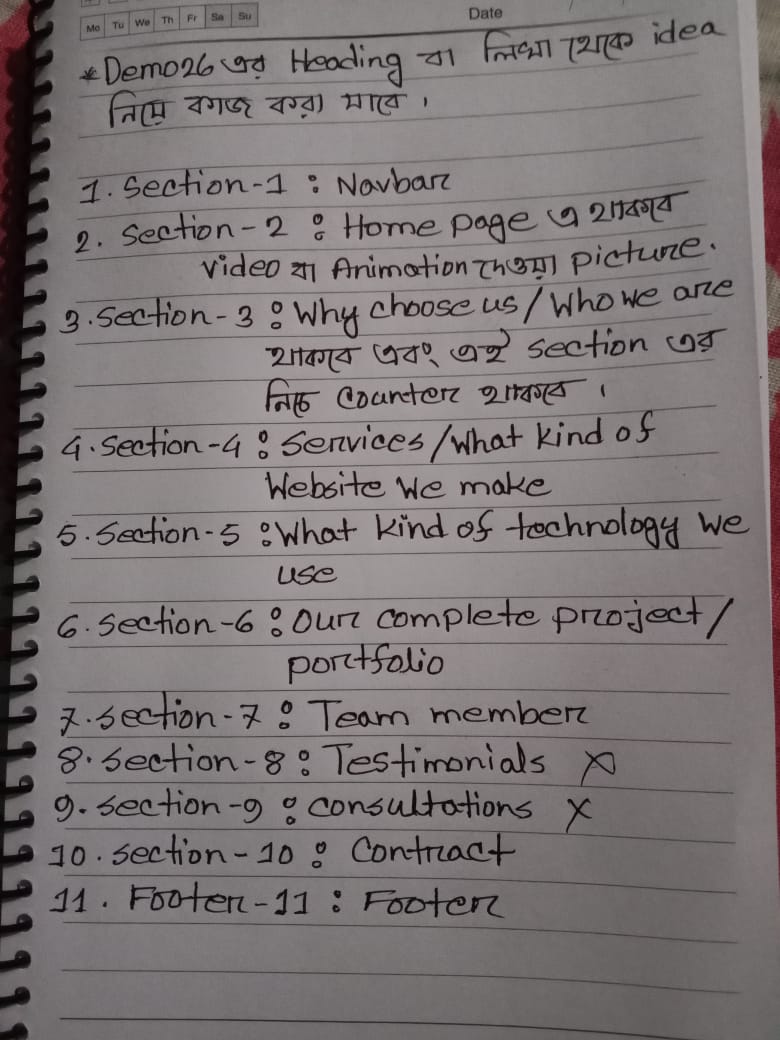 Mo Tu We Th Fr Sa Su
Date
*Demo26 এর Heading বা লিখা থেকে idea
নিয়ে কাজ করা যাবে।
1. Section-1 : Navbar
2. Section-2 : Home page এ থাকবে
video বা Animation দেওয়া picture.
3. Section-3 : Why choose us/Who we are
থাকবে এবং এই section এর
নিচে counter থাকবে।
4. Section-4 : Services/What kind of
Website We make
5. Section-5 : What kind of technology we
use
6. Section-6 : Our complete project/
portfolio
7. Section-7 : Team member
8. Section-8 : Testimonials X
9. Section-9 : consultations X
10. Section-10 : Contract
11. Footer-11 : Footer